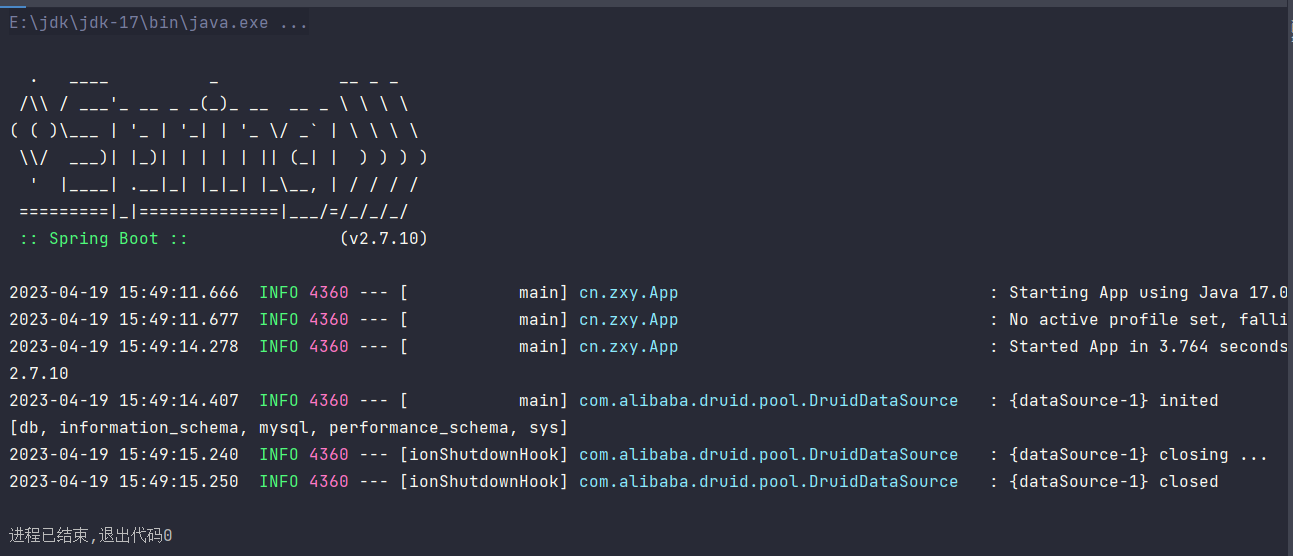 E:\jdk\jdk-17\bin\java.exe ...
  .   ____          _            __ _ _
 /\\ / ___'_ __ _ _(_)_ __  __ _ \ \ \ \
( ( )\___ | '_ | '_| | '_ \/ _` | \ \ \ \
 \\/  ___)| |_)| | | | | || (_| |  ) ) ) )
  '  |____| .__|_| |_|_| |_\__, | / / / /
 =========|_|==============|___/=/_/_/_/
 :: Spring Boot ::               (v2.7.10)
2023-04-19 15:49:11.666  INFO 4360 --- [           main] cn.zxy.App                               : Starting App using Java 17.0
2023-04-19 15:49:11.677  INFO 4360 --- [           main] cn.zxy.App                               : No active profile set, falli
2023-04-19 15:49:14.278  INFO 4360 --- [           main] cn.zxy.App                               : Started App in 3.764 seconds
2.7.10
2023-04-19 15:49:14.407  INFO 4360 --- [           main] com.alibaba.druid.pool.DruidDataSource   : {dataSource-1} inited
[db, information_schema, mysql, performance_schema, sys]
2023-04-19 15:49:15.240  INFO 4360 --- [ionShutdownHook] com.alibaba.druid.pool.DruidDataSource   : {dataSource-1} closing ...
2023-04-19 15:49:15.250  INFO 4360 --- [ionShutdownHook] com.alibaba.druid.pool.DruidDataSource   : {dataSource-1} closed
进程已结束,退出代码0